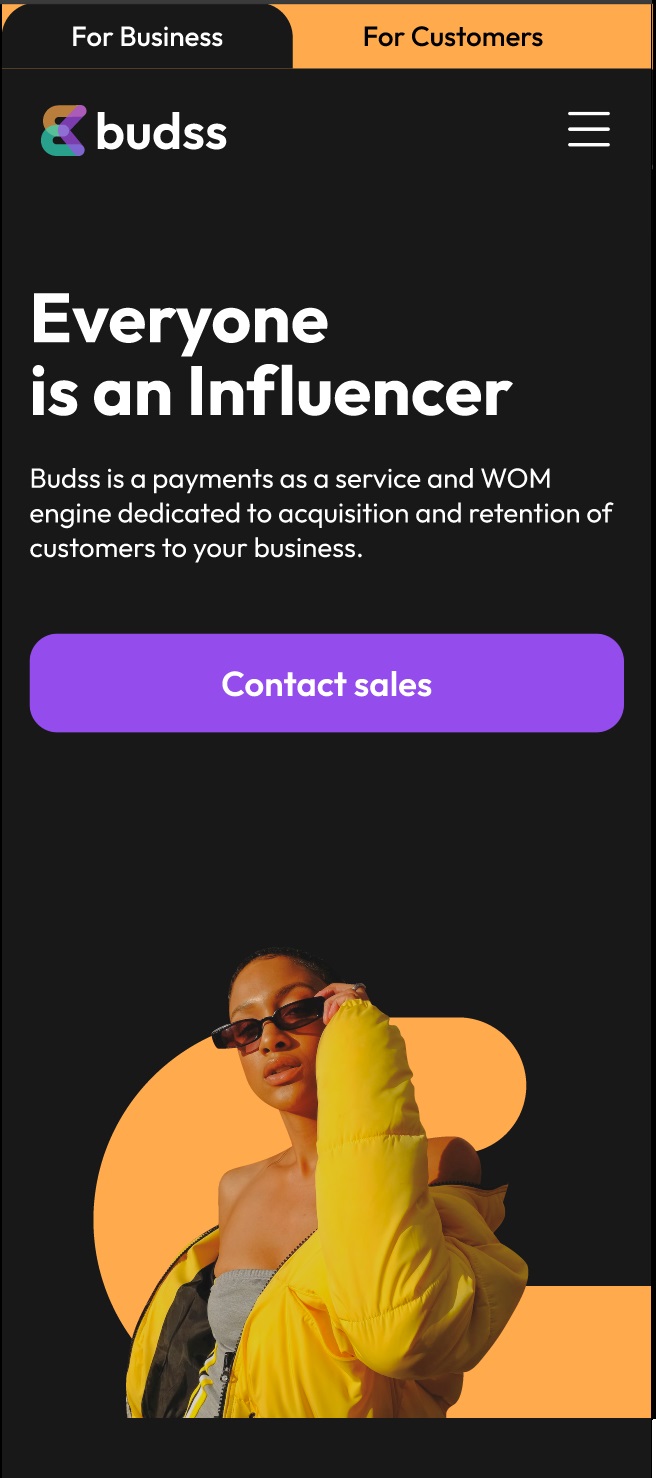 For Business
For Customers
budss
Everyone
is an Influencer
Budss is a payments as a service and WOM
engine dedicated to acquisition and retention of
customers to your business.
Contact sales